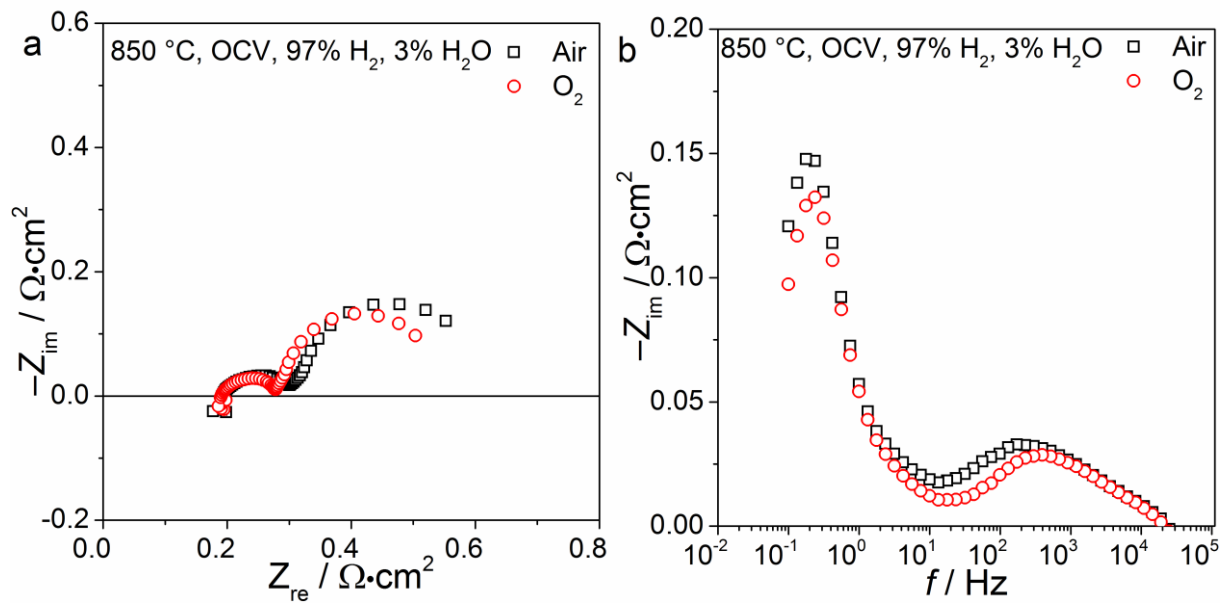 a
850 °C, OCV, 97% H₂, 3% H₂O
Air
O₂
0.6
0.4
0.2
0.0
-0.2
–Z_im / Ω·cm²
0.0 0.2 0.4 0.6 0.8
Z_re / Ω·cm²
b
850 °C, OCV, 97% H₂, 3% H₂O
Air
O₂
0.20
0.15
0.10
0.05
0.00
–Z_im / Ω·cm²
10⁻² 10⁻¹ 10⁰ 10¹ 10² 10³ 10⁴ 10⁵
f / Hz